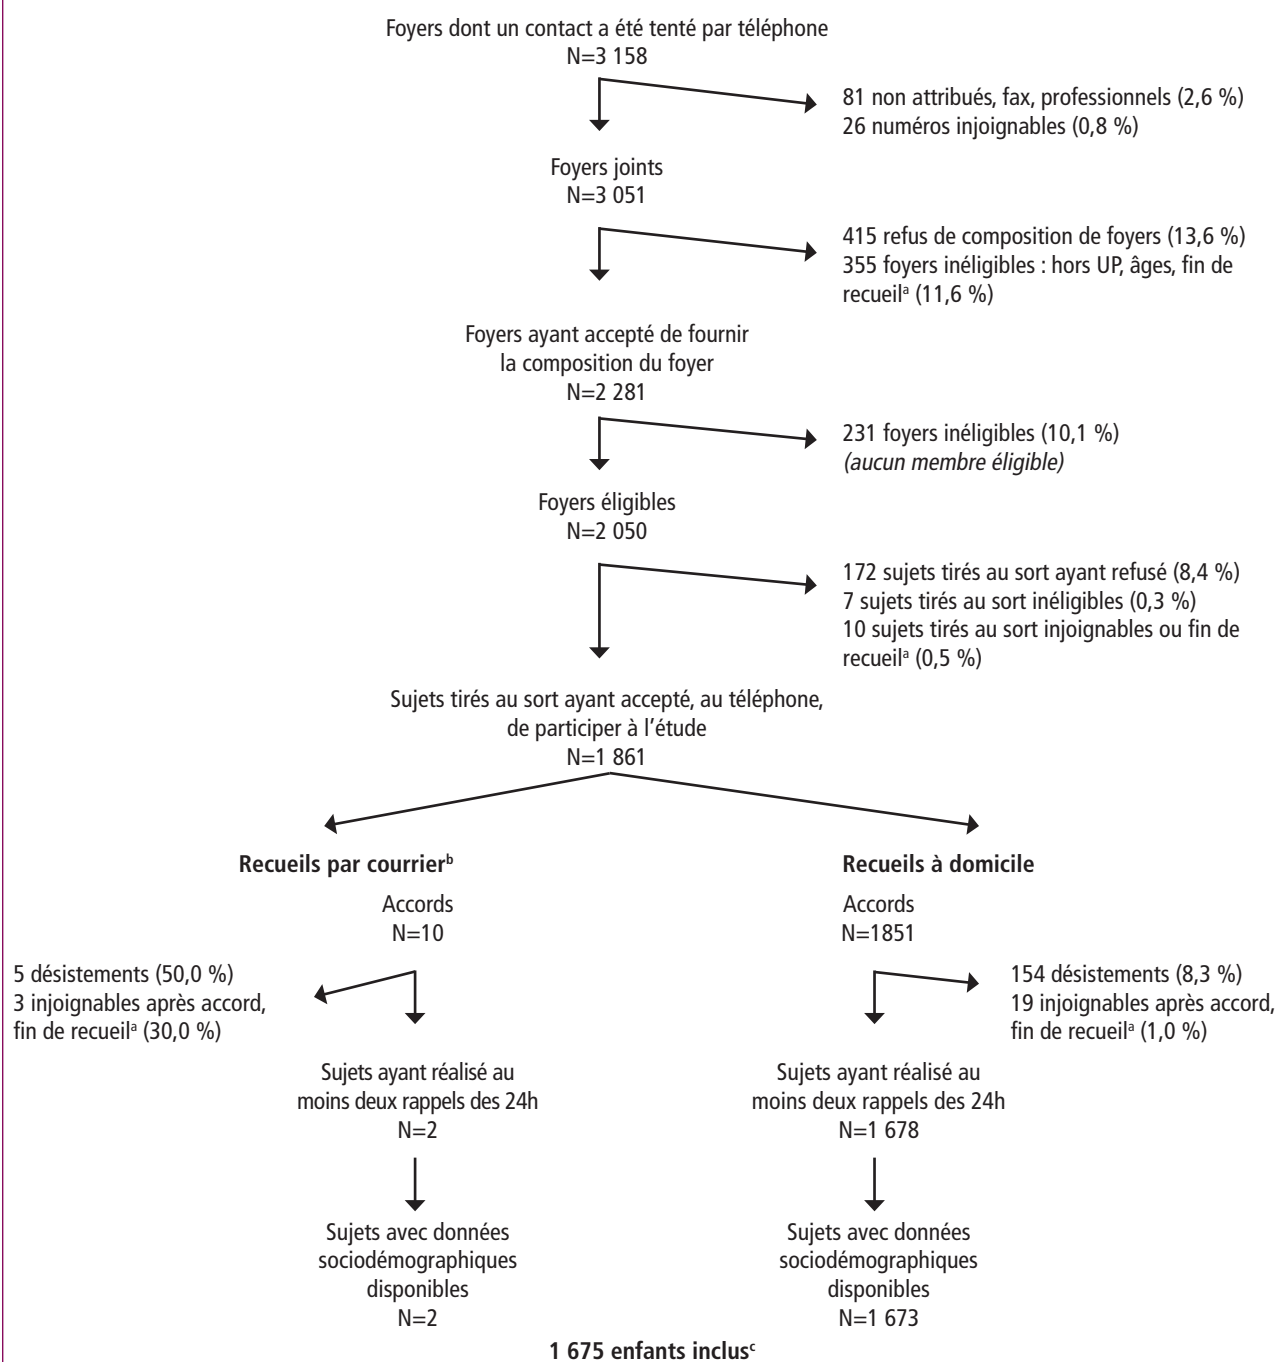 Foyers dont un contact a été tenté par téléphone
N=3 158
81 non attribués, fax, professionnels (2,6 %)
26 numéros injoignables (0,8 %)
Foyers joints
N=3 051
415 refus de composition de foyers (13,6 %)
355 foyers inéligibles : hors UP, âges, fin de
recueilᵃ (11,6 %)
Foyers ayant accepté de fournir
la composition du foyer
N=2 281
231 foyers inéligibles (10,1 %)
(aucun membre éligible)
Foyers éligibles
N=2 050
172 sujets tirés au sort ayant refusé (8,4 %)
7 sujets tirés au sort inéligibles (0,3 %)
10 sujets tirés au sort injoignables ou fin de
recueilᵃ (0,5 %)
Sujets tirés au sort ayant accepté, au téléphone,
de participer à l'étude
N=1 861
Recueils par courrierᵇ
Accords
N=10
5 désistements (50,0 %)
3 injoignables après accord,
fin de recueilᵃ (30,0 %)
Sujets ayant réalisé au
moins deux rappels des 24h
N=2
Sujets avec données
sociodémographiques
disponibles
N=2
Recueils à domicile
Accords
N=1851
154 désistements (8,3 %)
19 injoignables après accord,
fin de recueilᵃ (1,0 %)
Sujets ayant réalisé au
moins deux rappels des 24h
N=1 678
Sujets avec données
sociodémographiques
disponibles
N=1 673
1 675 enfants inclusᶜ